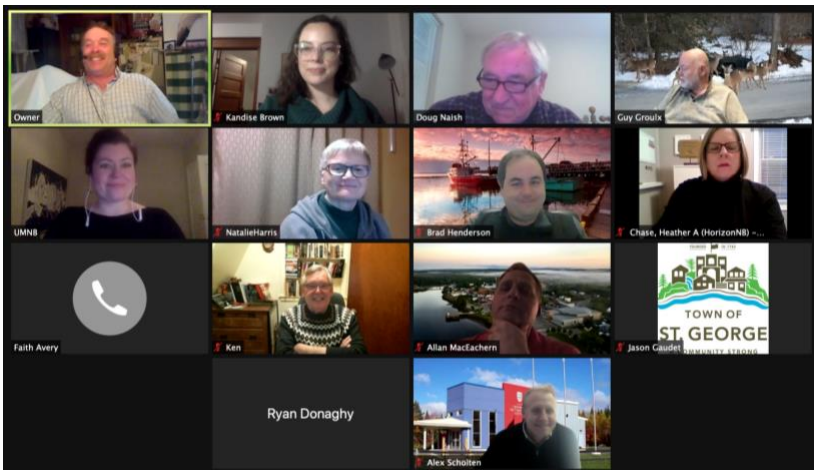 Owner
Kandise Brown
Doug Naish
Guy Groulx
UMNB
NatalieHarris
Brad Henderson
Chase, Heather A (HorizonNB) –...
Faith Avery
Ken
Allan MacEachern
TOWN OF
ST. GEORGE
COMMUNITY STRONG
Jason Gaudet
Ryan Donaghy
Alex Scholten